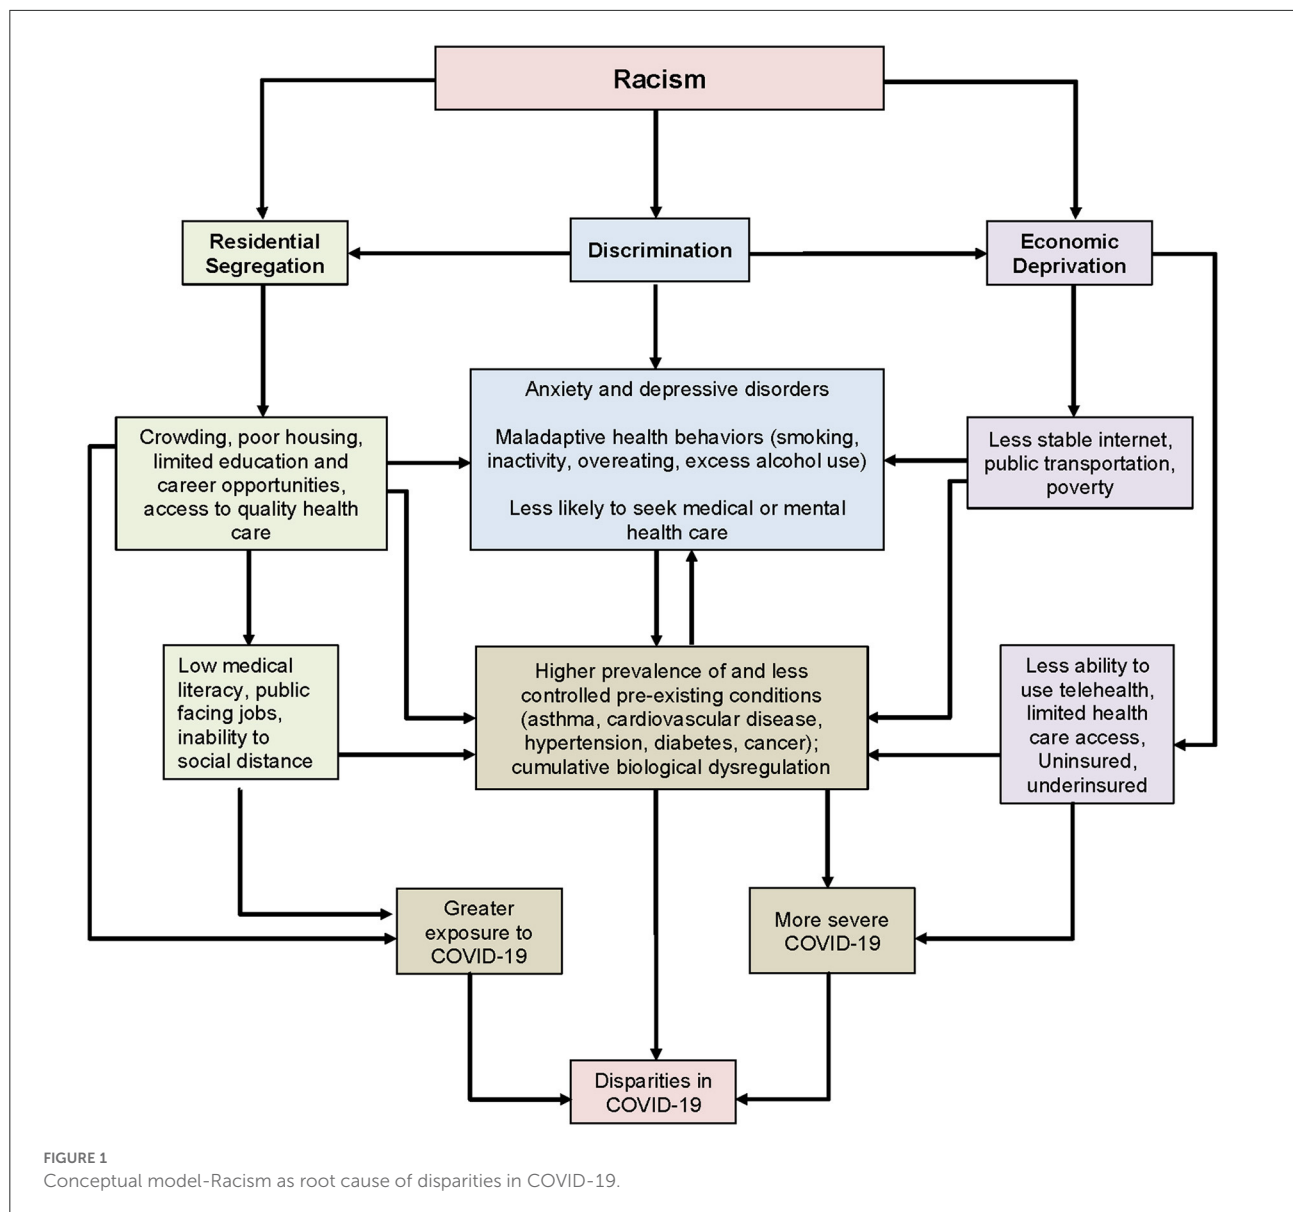 Racism
Residential
Segregation
Discrimination
Economic
Deprivation
Anxiety and depressive disorders
Maladaptive health behaviors (smoking,
inactivity, overeating, excess alcohol use)
Less likely to seek medical or mental
health care
Crowding, poor housing,
limited education and
career opportunities,
access to quality health
care
Less stable internet,
public transportation,
poverty
Low medical
literacy, public
facing jobs,
inability to
social distance
Higher prevalence of and less
controlled pre-existing conditions
(asthma, cardiovascular disease,
hypertension, diabetes, cancer);
cumulative biological dysregulation
Less ability to
use telehealth,
limited health
care access,
Uninsured,
underinsured
Greater
exposure to
COVID-19
More severe
COVID-19
Disparities in
COVID-19
FIGURE 1
Conceptual model-Racism as root cause of disparities in COVID-19.